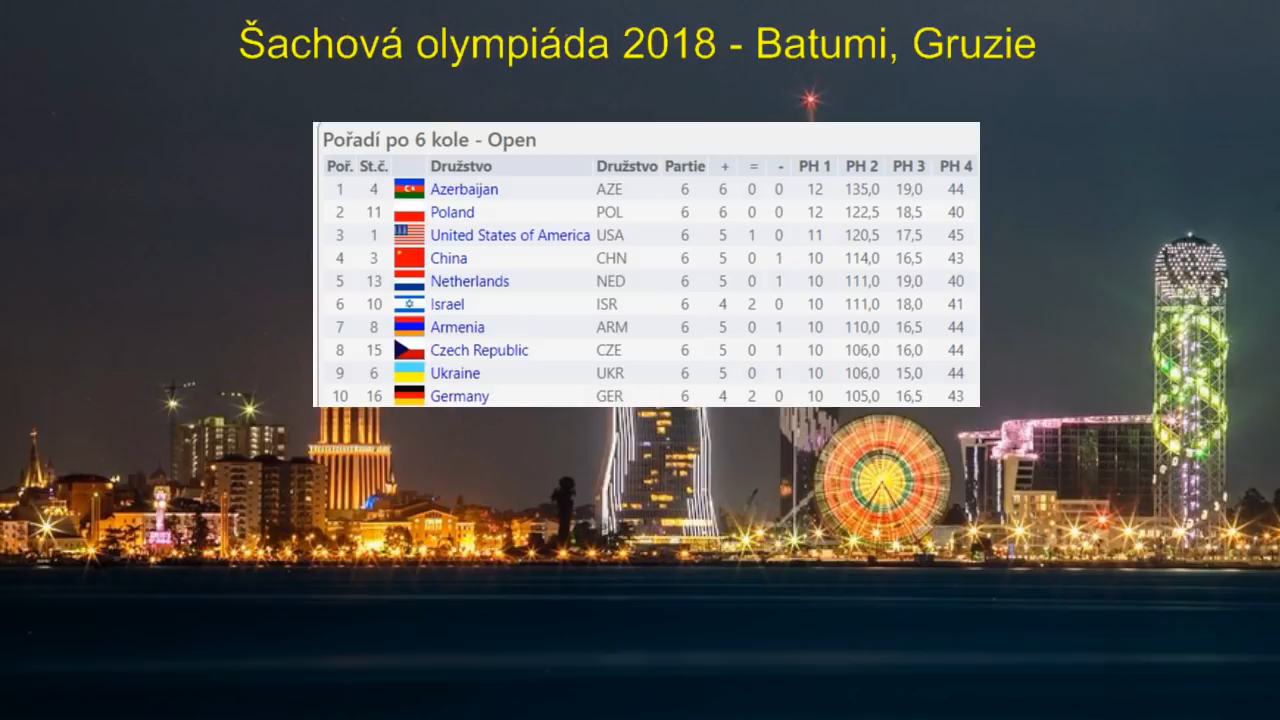 Šachová olympiáda 2018 - Batumi, Gruzie
Pořadí po 6 kole - Open
Poř. St.č. Družstvo Družstvo Partie + = - PH 1 PH 2 PH 3 PH 4
1 4 Azerbaijan AZE 6 6 0 0 12 135,0 19,0 44
2 11 Poland POL 6 6 0 0 12 122,5 18,5 40
3 1 United States of America USA 6 5 1 0 11 120,5 17,5 45
4 3 China CHN 6 5 0 1 10 114,0 16,5 43
5 13 Netherlands NED 6 5 0 1 10 111,0 19,0 40
6 10 Israel ISR 6 4 2 0 10 111,0 18,0 41
7 8 Armenia ARM 6 5 0 1 10 110,0 16,5 44
8 15 Czech Republic CZE 6 5 0 1 10 106,0 16,0 44
9 6 Ukraine UKR 6 5 0 1 10 106,0 15,0 44
10 16 Germany GER 6 4 2 0 10 105,0 16,5 43